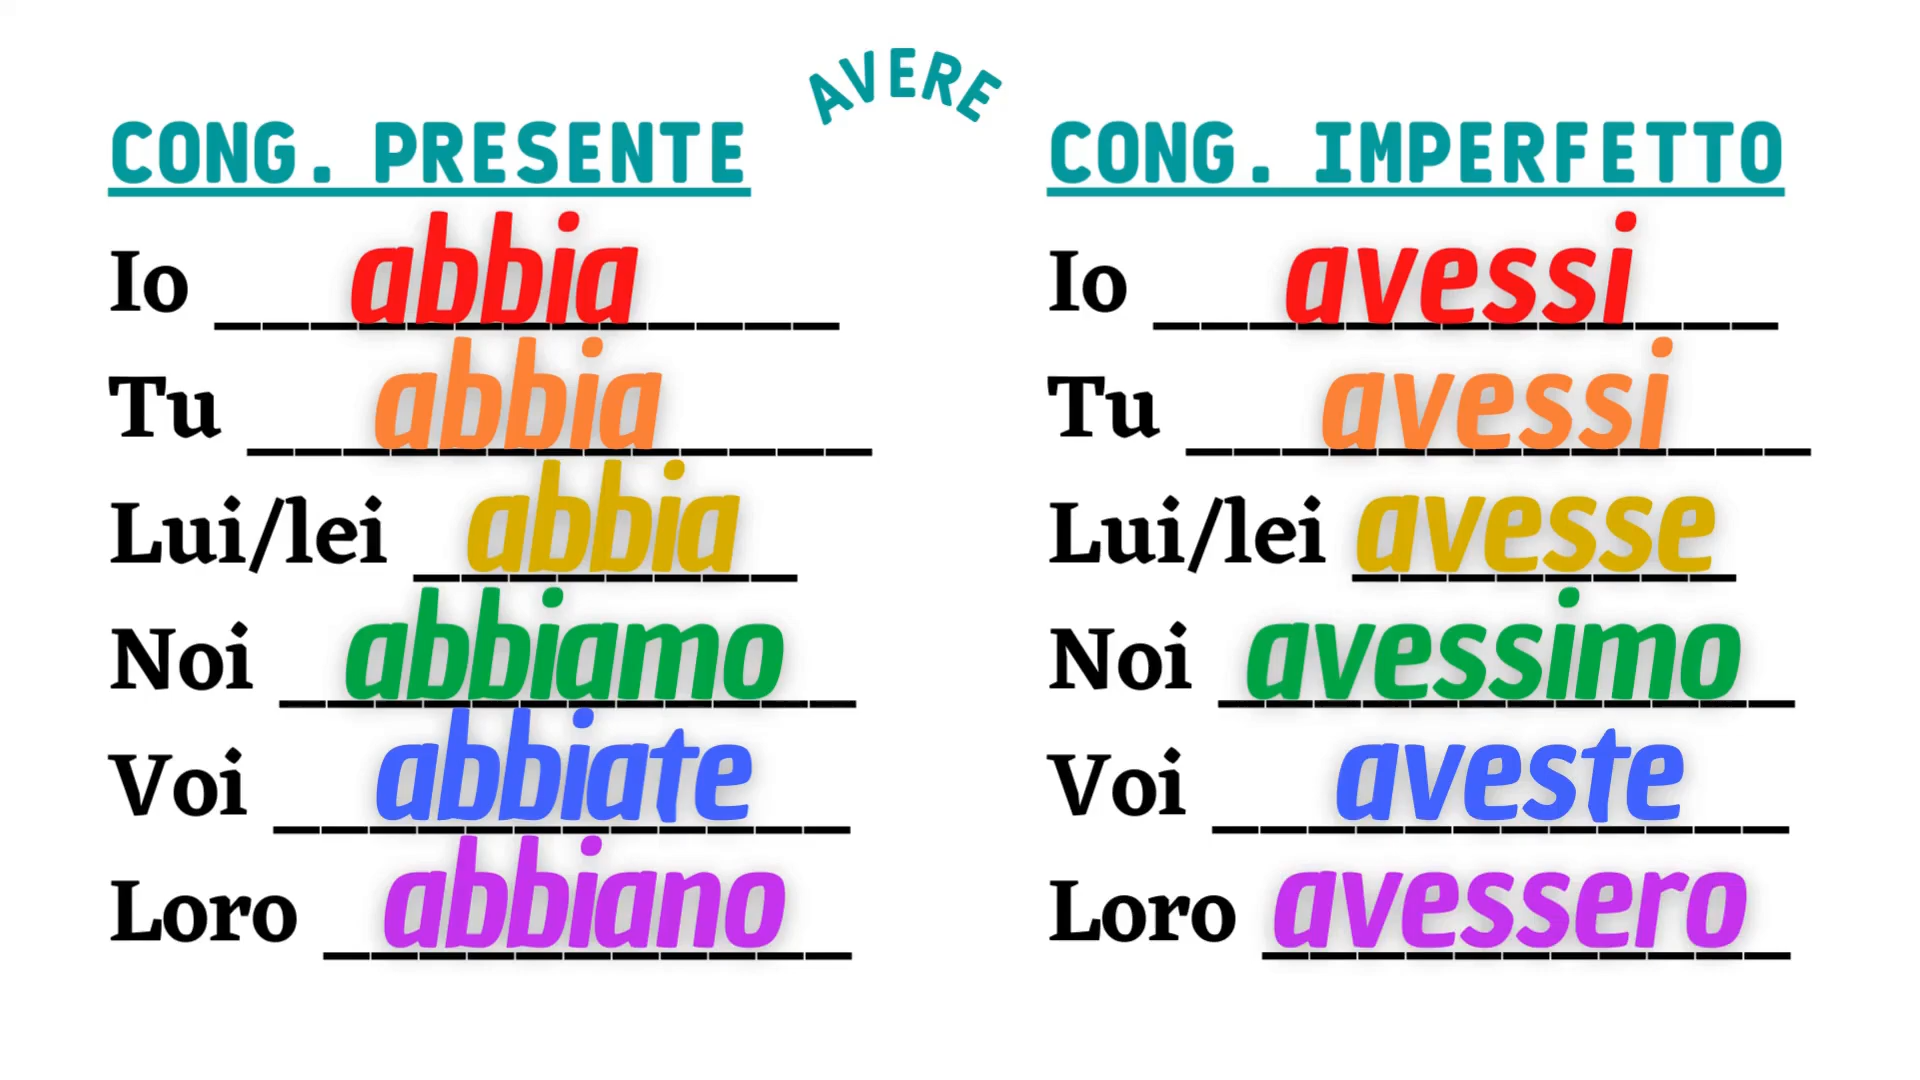 AVERE
CONG. PRESENTE
Io abbia
Tu abbia
Lui/lei abbia
Noi abbiamo
Voi abbiate
Loro abbiano
CONG. IMPERFETTO
Io avessi
Tu avessi
Lui/lei avesse
Noi avessimo
Voi aveste
Loro avessero